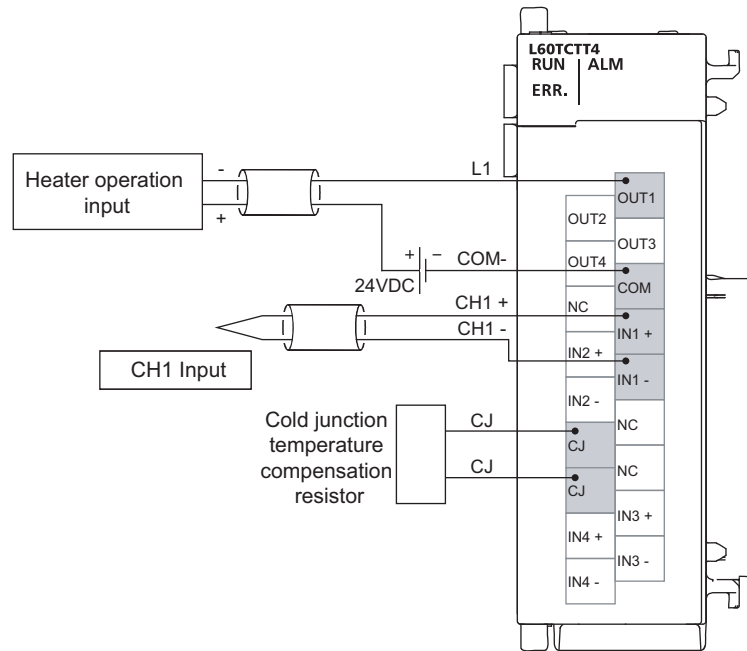 L60TCTT4
RUN
ALM
ERR.
Heater operation
input
-
+
L1
+
–
24VDC
COM-
CH1 +
CH1 -
CH1 Input
Cold junction
temperature
compensation
resistor
CJ
CJ
OUT1
OUT2
OUT3
OUT4
COM
NC
IN1 +
IN2 +
IN1 -
IN2 -
NC
CJ
NC
CJ
IN3 +
IN4 +
IN3 -
IN4 -